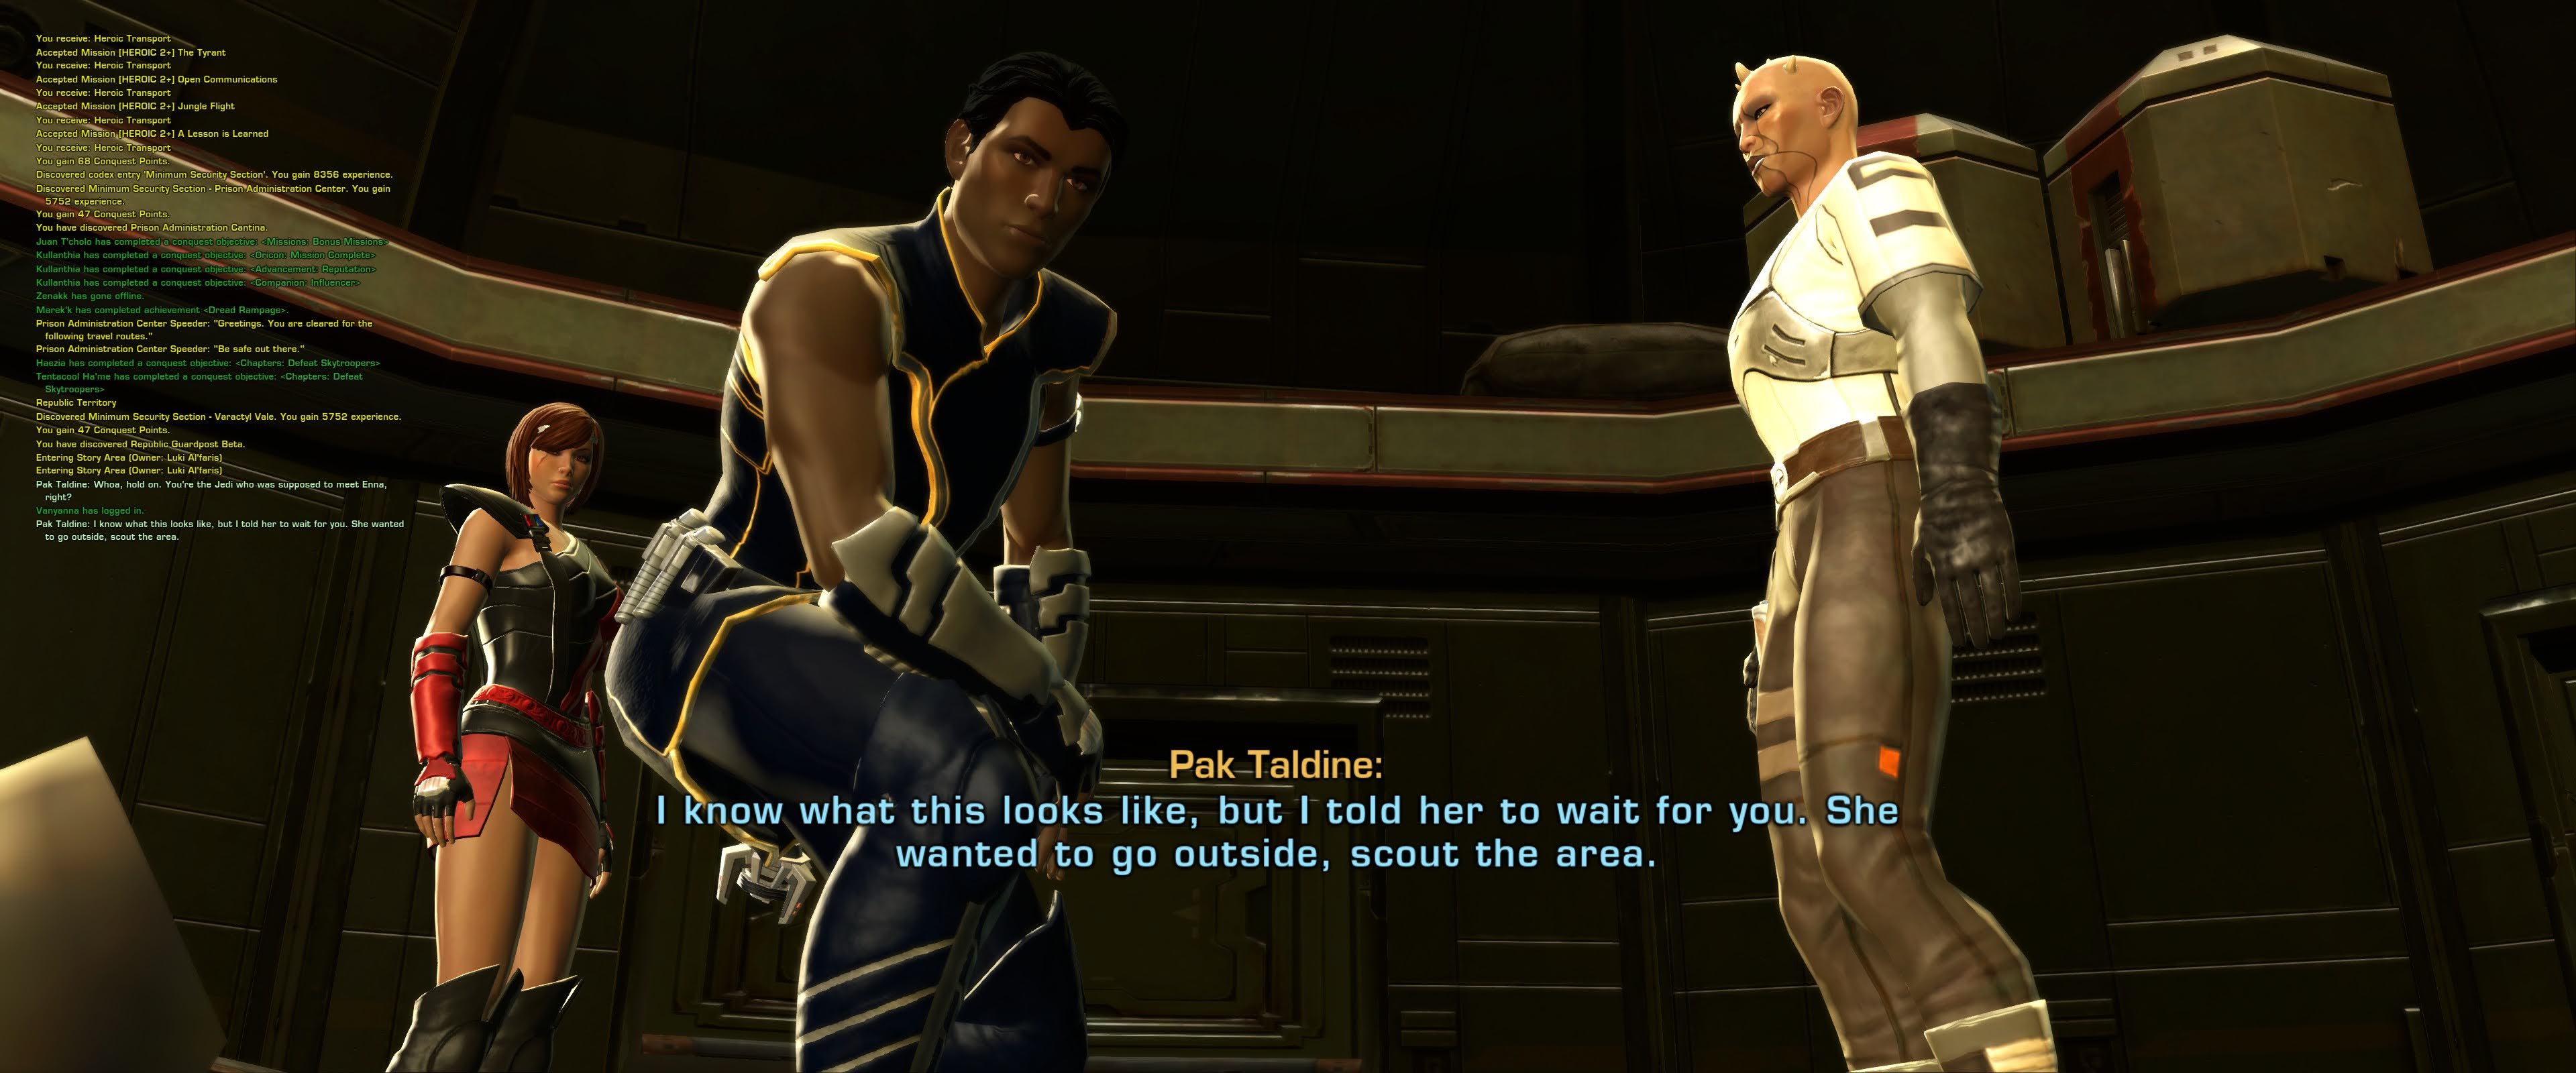 You receive: Heroic Transport
Accepted Mission [HEROIC 2+] The Tyrant
You receive: Heroic Transport
Accepted Mission [HEROIC 2+] Open Communications
You receive: Heroic Transport
Accepted Mission [HEROIC 2+] Jungle Flight
You receive: Heroic Transport
Accepted Mission [HEROIC 2+] A Lesson is Learned
You receive: Heroic Transport
You gain 68 Conquest Points.
Discovered codex entry 'Minimum Security Section'. You gain 8356 experience.
Discovered Minimum Security Section - Prison Administration Center. You gain
5752 experience.
You gain 47 Conquest Points.
You have discovered Prison Administration Cantina.
Juan T'cholo has completed a conquest objective: <Missions: Bonus Missions>
Kullanthia has completed a conquest objective: <Oricon: Mission Complete>
Kullanthia has completed a conquest objective: <Advancement: Reputation>
Kullanthia has completed a conquest objective: <Companion: Influencer>
Zenakk has gone offline.
Marek'k has completed achievement <Dread Rampage>.
Prison Administration Center Speeder: "Greetings. You are cleared for the
following travel routes."
Prison Administration Center Speeder: "Be safe out there."
Haezia has completed a conquest objective: <Chapters: Defeat Skytroopers>
Tentacool Ha'me has completed a conquest objective: <Chapters: Defeat
Skytroopers>
Republic Territory
Discovered Minimum Security Section - Varactyl Vale. You gain 5752 experience.
You gain 47 Conquest Points.
You have discovered Republic Guardpost Beta.
Entering Story Area (Owner: Luki Al'faris)
Entering Story Area (Owner: Luki Al'faris)
Pak Taldine: Whoa, hold on. You're the Jedi who was supposed to meet Enna,
right?
Vanyanna has logged in.
Pak Taldine: I know what this looks like, but I told her to wait for you. She wanted
to go outside, scout the area.
Pak Taldine:
I know what this looks like, but I told her to wait for you. She
wanted to go outside, scout the area.